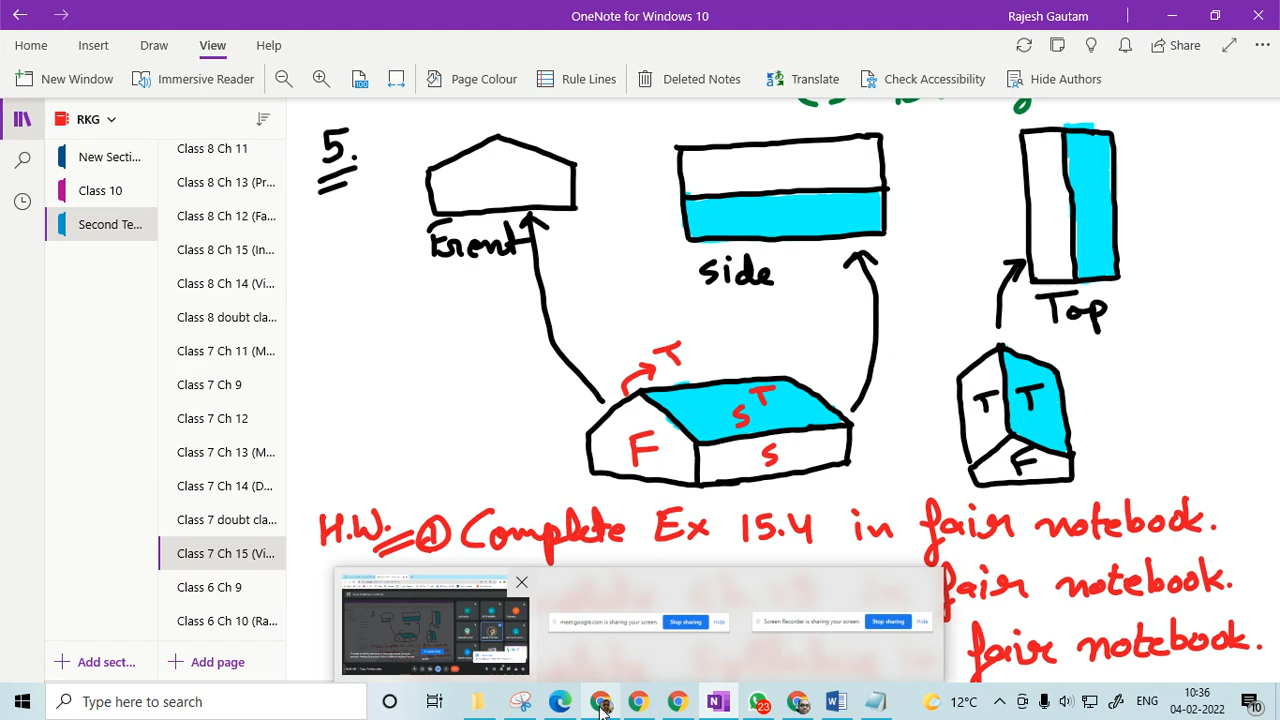 OneNote for Windows 10
Rajesh Gautam
Home Insert Draw View Help
Share
New Window Immersive Reader Page Colour Rule Lines Deleted Notes Translate Check Accessibility Hide Authors
RKG
New Secti...
Class 10
Second Te...
Class 8 Ch 11
Class 8 Ch 13 (Pr...
Class 8 Ch 12 (Fa...
Class 8 Ch 15 (In...
Class 8 Ch 14 (Vi...
Class 8 doubt cla...
Class 7 Ch 11 (M...
Class 7 Ch 9
Class 7 Ch 12
Class 7 Ch 13 (M...
Class 7 Ch 14 (D...
Class 7 doubt cla...
Class 7 Ch 15 (Vi...
Class 6 Ch 9
Class 6 Ch 10 (Ra...
Add section Add page
5.
Front
side
Top
T
S T
F
S
T T
F
H.W. ① Complete Ex 15.4 in fair notebook.
fair notebook.
fair notebook.
meet.google.com is sharing your screen. Stop sharing Hide
Screen Recorder is sharing your screen. Stop sharing Hide
Type here to search
23
12°C
ENG
10:36
04-02-2022
10